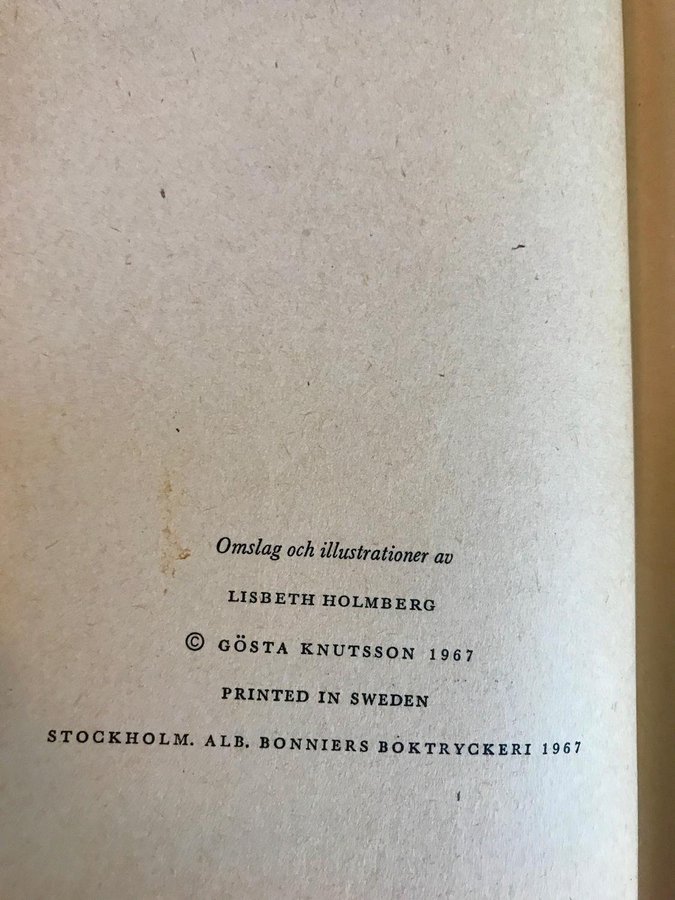 Omslag och illustrationer av
LISBETH HOLMBERG
© GÖSTA KNUTSSON 1967
PRINTED IN SWEDEN
STOCKHOLM. ALB. BONNIERS BOKTRYCKERI 1967